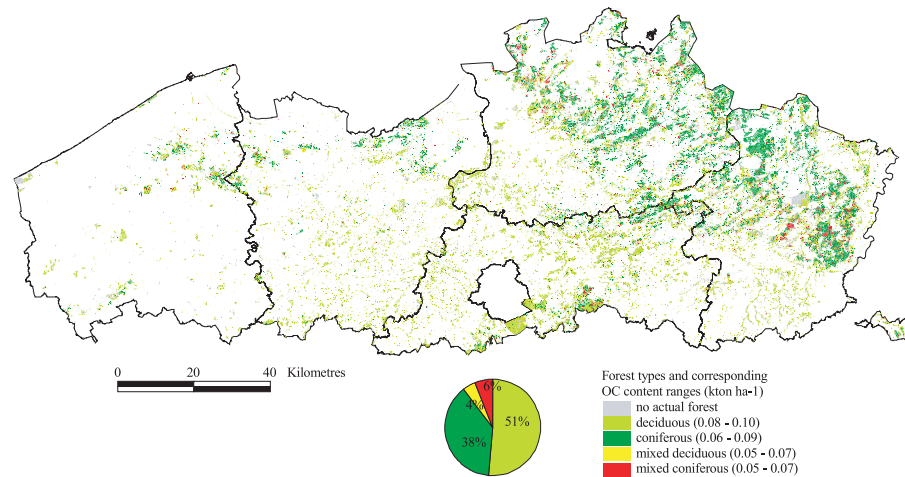 0 20 40 Kilometres
6%
4%
51%
38%
Forest types and corresponding
OC content ranges (kton ha-1)
no actual forest
deciduous (0.08 - 0.10)
coniferous (0.06 - 0.09)
mixed deciduous (0.05 - 0.07)
mixed coniferous (0.05 - 0.07)